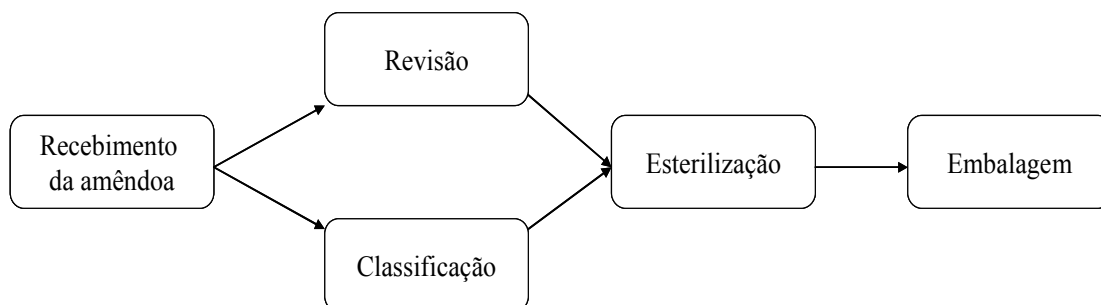 Recebimento
da amêndoa
Revisão
Classificação
Esterilização
Embalagem